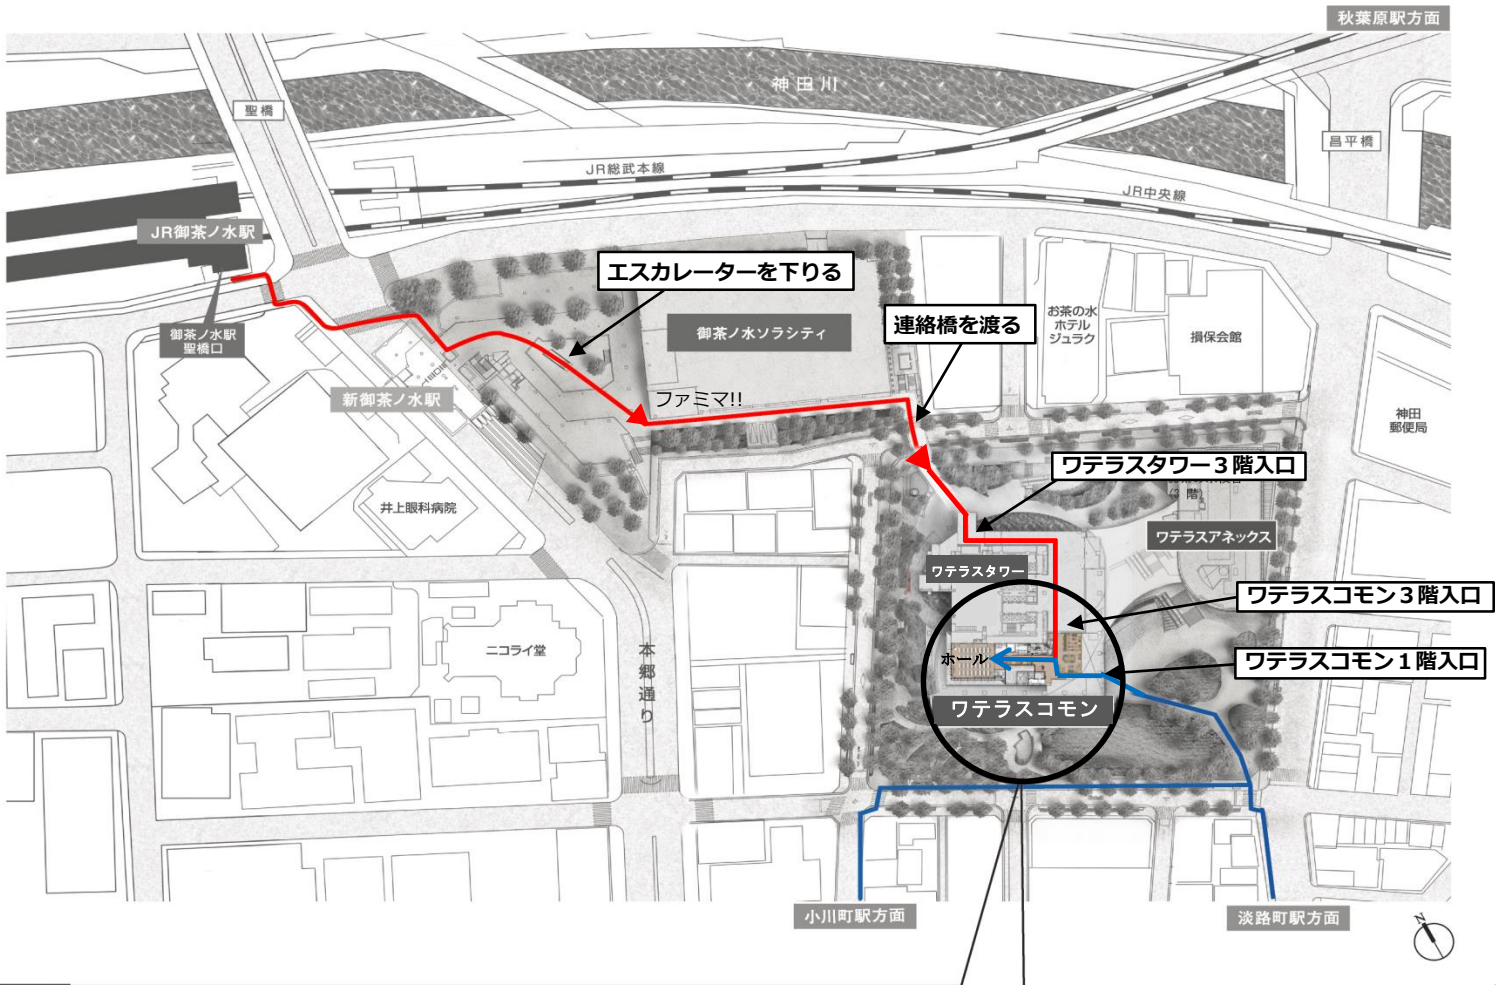 秋葉原駅方面
神田川
聖橋
昌平橋
JR総武本線
JR中央線
JR御茶ノ水駅
エスカレーターを下りる
御茶ノ水ソラシティ
連絡橋を渡る
お茶の水
ホテル
ジュラク
損保会館
御茶ノ水駅
聖橋口
新御茶ノ水駅
ファミマ!!
神田
郵便局
ワテラスタワー3階入口
階)
井上眼科病院
ワテラスアネックス
ワテラスタワー
ワテラスコモン3階入口
ニコライ堂
本郷通り
ホール
ワテラスコモン1階入口
ワテラスコモン
小川町駅方面
淡路町駅方面
N